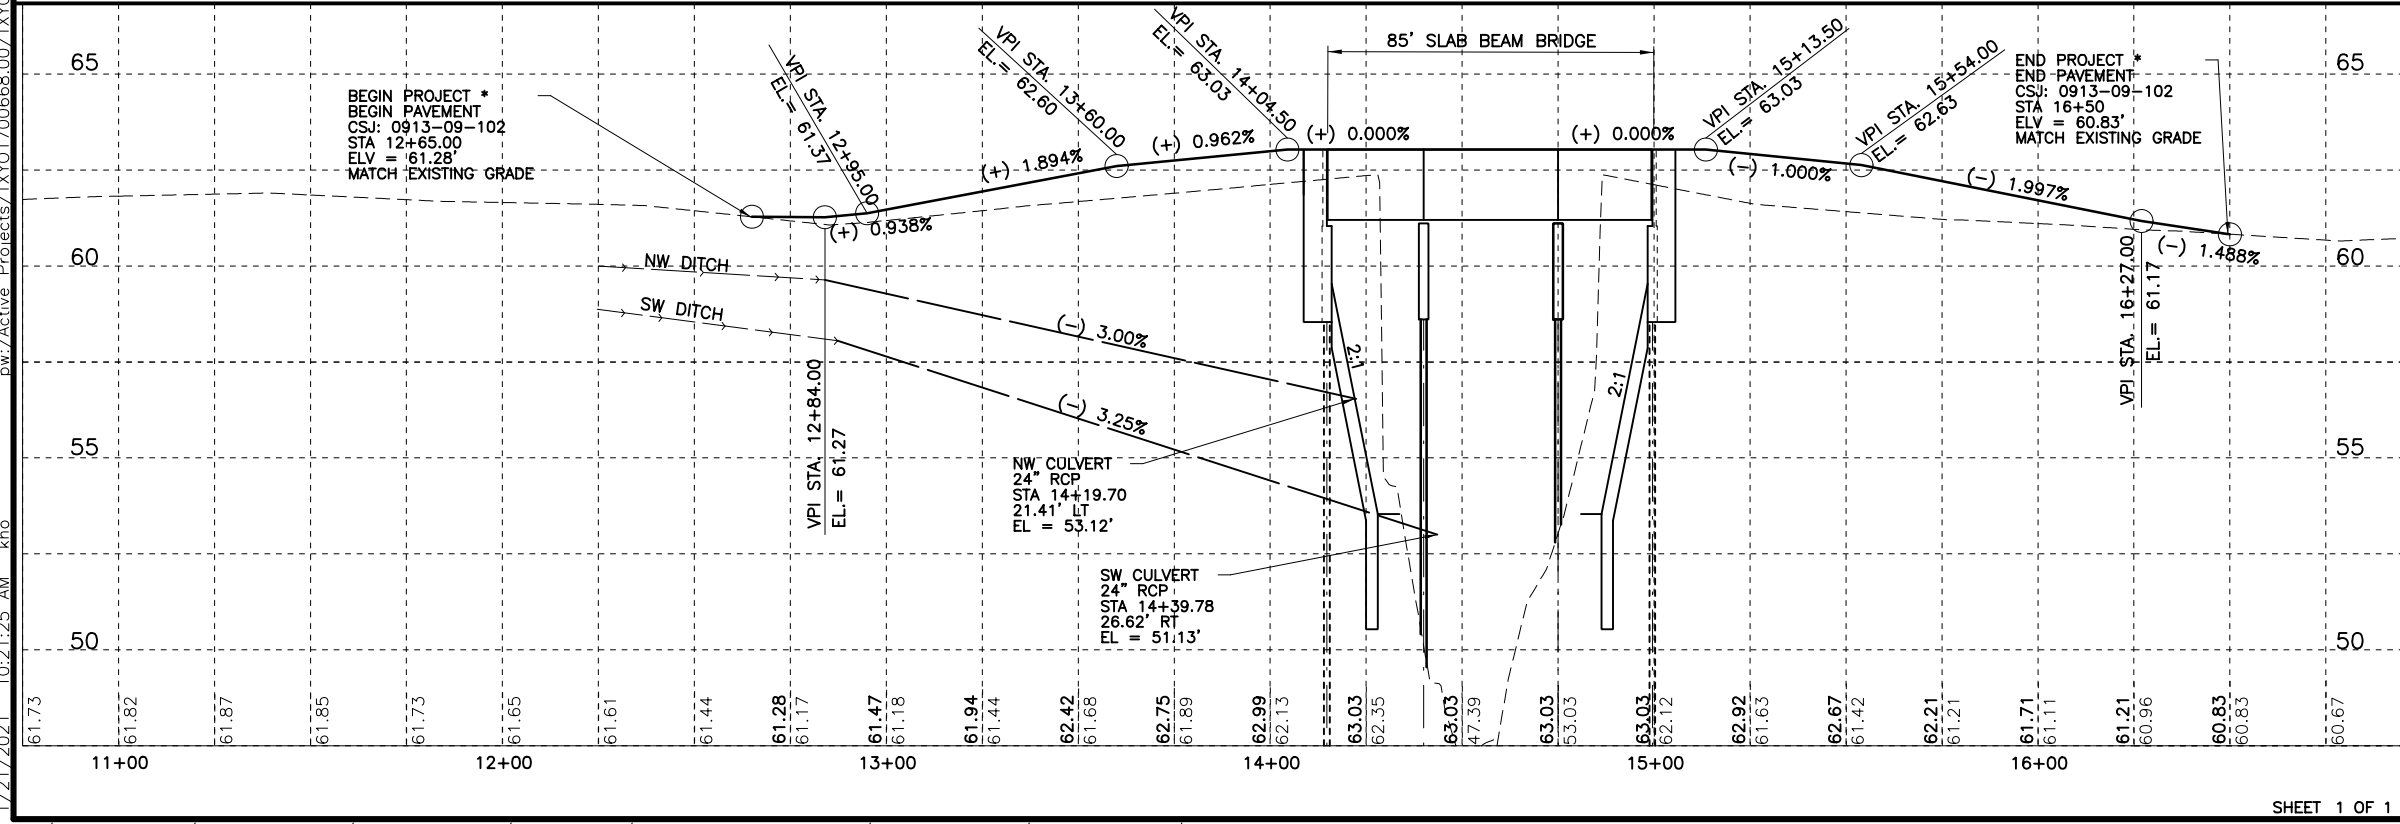 85' SLAB BEAM BRIDGE
65
65
60
60
55
55
50
50
BEGIN PROJECT *
BEGIN PAVEMENT
CSJ: 0913-09-102
STA 12+65.00
ELV = 61.28'
MATCH EXISTING GRADE
VPI STA. 12+95.00
EL.= 61.37
VPI STA. 13+60.00
EL.= 62.60
VPI STA. 14+04.50
EL.= 63.03
VPI STA. 15+13.50
EL.= 63.03
VPI STA. 15+54.00
EL.= 62.63
END PROJECT *
END PAVEMENT
CSJ: 0913-09-102
STA 16+50
ELV = 60.83'
MATCH EXISTING GRADE
(+) 0.938%
(+) 1.894%
(+) 0.962%
(+) 0.000%
(+) 0.000%
(-) 1.000%
(-) 1.997%
(-) 1.488%
NW DITCH
SW DITCH
(-) 3.00%
(-) 3.25%
2:1
2:1
VPI STA. 12+84.00
EL.= 61.27
VPI STA. 16+27.00
EL.= 61.17
NW CULVERT
24" RCP
STA 14+19.70
21.41' LT
EL = 53.12'
SW CULVERT
24" RCP
STA 14+39.78
26.62' RT
EL = 51.13'
61.73
61.82
61.87
61.85
61.73
61.65
61.61
61.44
61.28
61.17
61.47
61.18
61.94
61.44
62.42
61.68
62.75
61.89
62.99
62.13
63.03
62.35
63.03
47.39
63.03
53.03
63.03
62.12
62.92
61.63
62.67
61.42
62.21
61.21
61.71
61.11
61.21
60.96
60.83
60.83
60.67
11+00
12+00
13+00
14+00
15+00
16+00
SHEET 1 OF 1
1/21/2021 10:21:25 AM kho